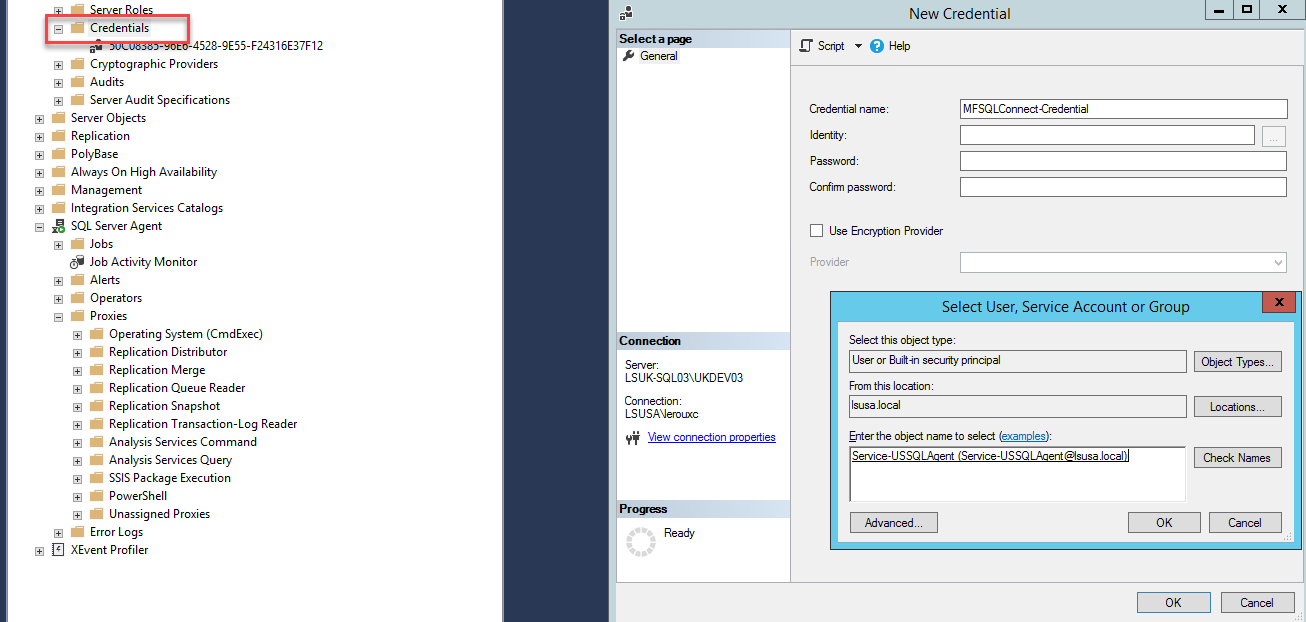 Server Roles
Credentials
50C08385-96E6-4528-9E55-F24316E37F12
Cryptographic Providers
Audits
Server Audit Specifications
Server Objects
Replication
PolyBase
Always On High Availability
Management
Integration Services Catalogs
SQL Server Agent
Jobs
Job Activity Monitor
Alerts
Operators
Proxies
Operating System (CmdExec)
Replication Distributor
Replication Merge
Replication Queue Reader
Replication Snapshot
Replication Transaction-Log Reader
Analysis Services Command
Analysis Services Query
SSIS Package Execution
PowerShell
Unassigned Proxies
Error Logs
XEvent Profiler
New Credential
Select a page
General
Script
Help
Credential name:
MFSQLConnect-Credential
Identity:
...
Password:
Confirm password:
Use Encryption Provider
Provider
Connection
Server:
LSUK-SQL03\UKDEV03
Connection:
LSUSA\lerouxc
View connection properties
Progress
Ready
Select User, Service Account or Group
Select this object type:
User or Built-in security principal
Object Types...
From this location:
lsusa.local
Locations...
Enter the object name to select (examples):
Service-USSQLAgent (Service-USSQLAgent@lsusa.local)
Check Names
Advanced...
OK
Cancel
OK
Cancel